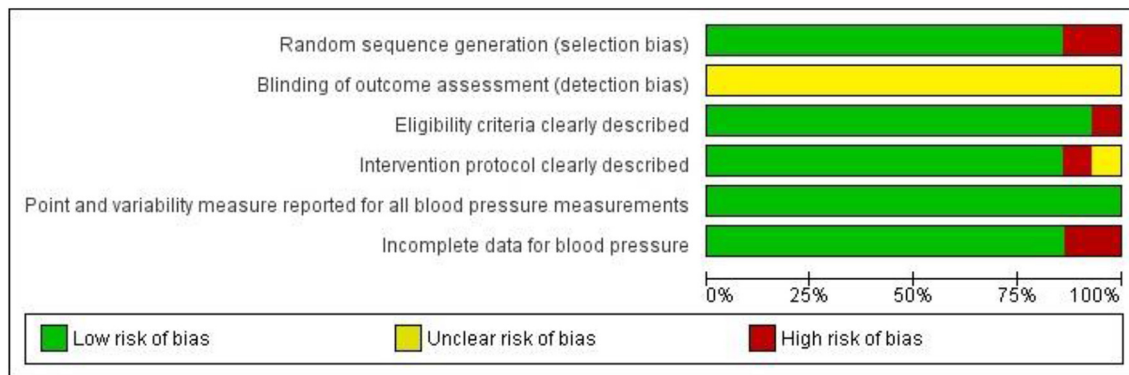 Random sequence generation (selection bias)
Blinding of outcome assessment (detection bias)
Eligibility criteria clearly described
Intervention protocol clearly described
Point and variability measure reported for all blood pressure measurements
Incomplete data for blood pressure
0% 25% 50% 75% 100%
Low risk of bias Unclear risk of bias High risk of bias